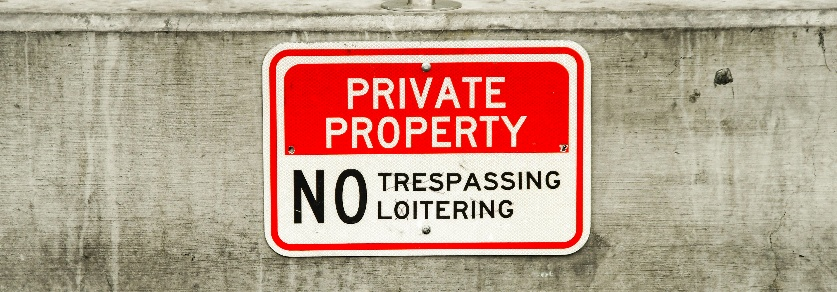 PRIVATE
PROPERTY
NO TRESPASSING
LOITERING